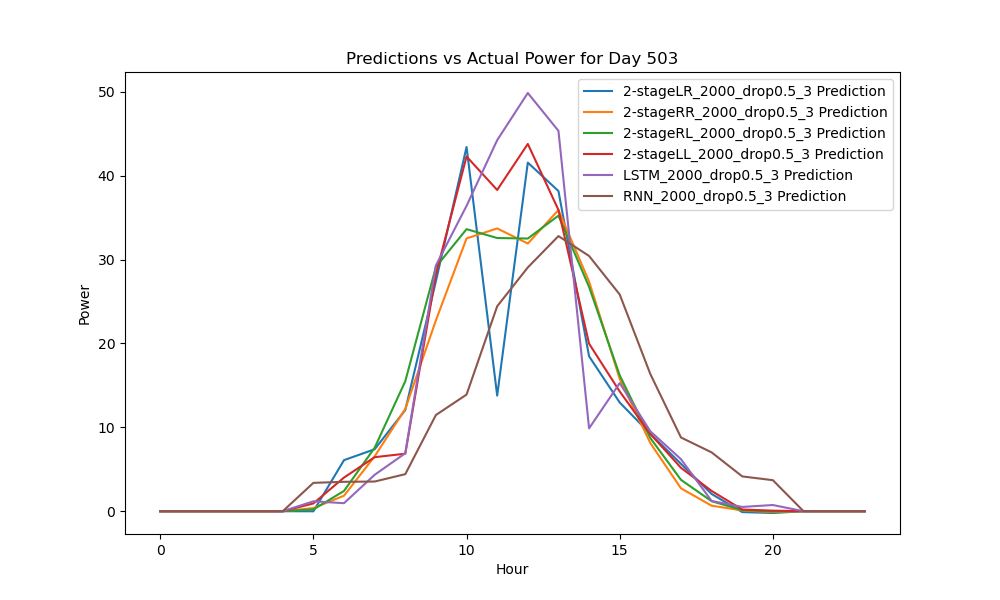 Predictions vs Actual Power for Day 503
2-stageLR_2000_drop0.5_3 Prediction
2-stageRR_2000_drop0.5_3 Prediction
2-stageRL_2000_drop0.5_3 Prediction
2-stageLL_2000_drop0.5_3 Prediction
LSTM_2000_drop0.5_3 Prediction
RNN_2000_drop0.5_3 Prediction
Power
50
40
30
20
10
0
0 5 10 15 20
Hour